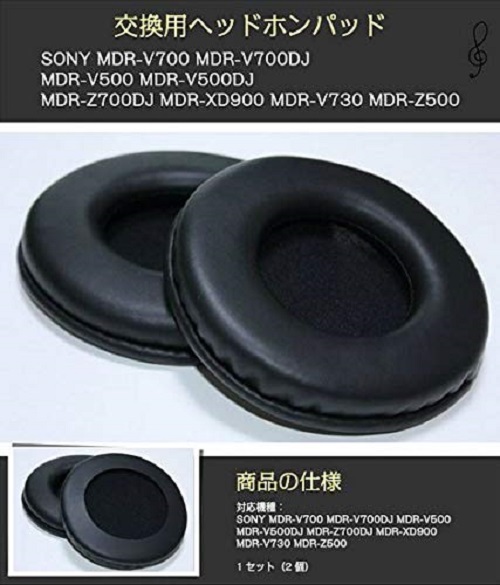 交換用ヘッドホンパッド
SONY MDR-V700 MDR-V700DJ
MDR-V500 MDR-V500DJ
MDR-Z700DJ MDR-XD900 MDR-V730 MDR-Z500
商品の仕様
対応機種：
SONY MDR-V700 MDR-V700DJ MDR-V500
MDR-V500DJ MDR-Z700DJ MDR-XD900
MDR-V730 MDR-Z500
1セット（2個）